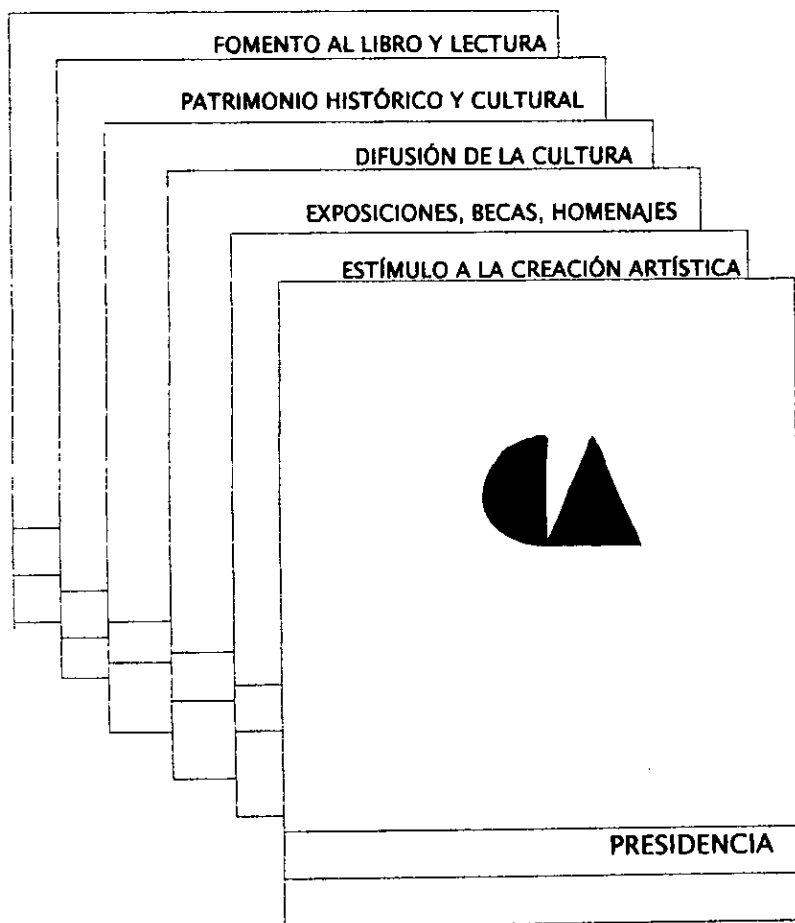 FOMENTO AL LIBRO Y LECTURA
PATRIMONIO HISTÓRICO Y CULTURAL
DIFUSIÓN DE LA CULTURA
EXPOSICIONES, BECAS, HOMENAJES
ESTÍMULO A LA CREACIÓN ARTÍSTICA
CA
PRESIDENCIA